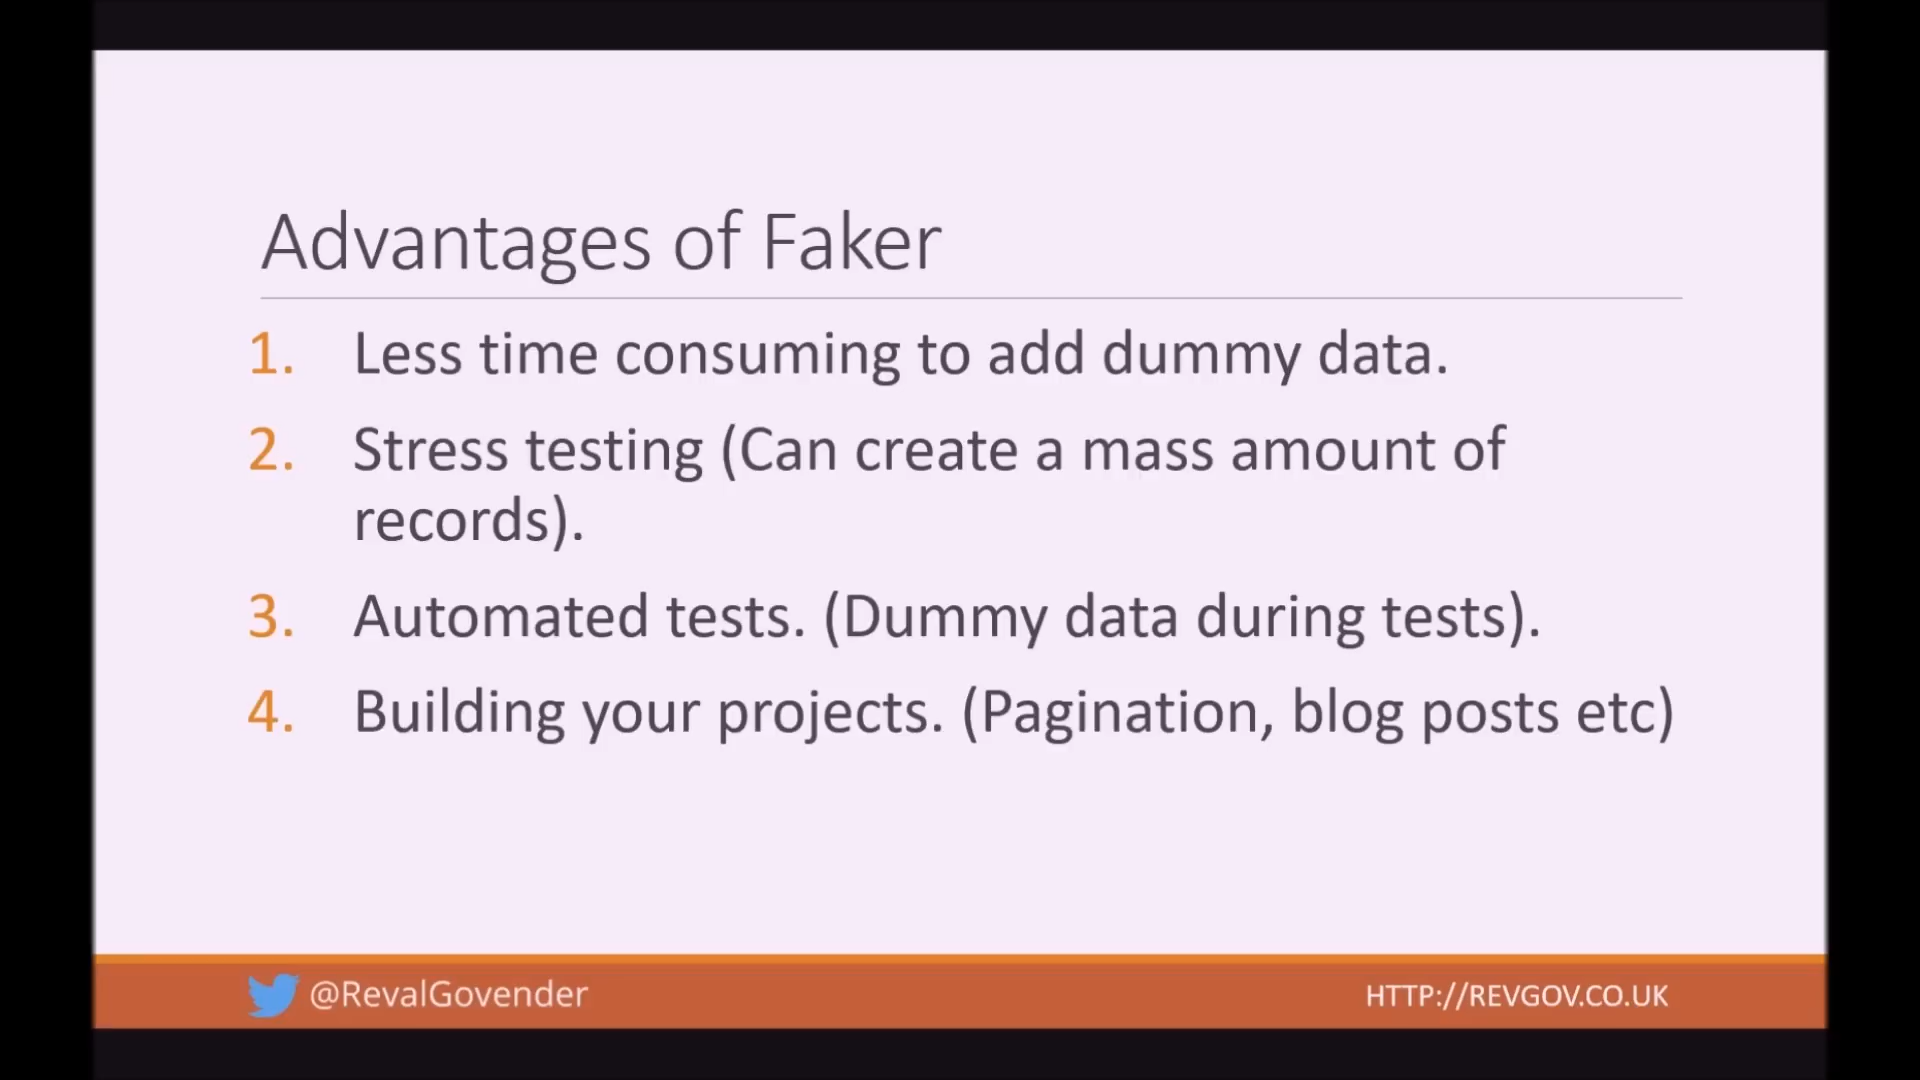 Advantages of Faker
1. Less time consuming to add dummy data.
2. Stress testing (Can create a mass amount of
records).
3. Automated tests. (Dummy data during tests).
4. Building your projects. (Pagination, blog posts etc)
@RevalGovender
HTTP://REVGOV.CO.UK